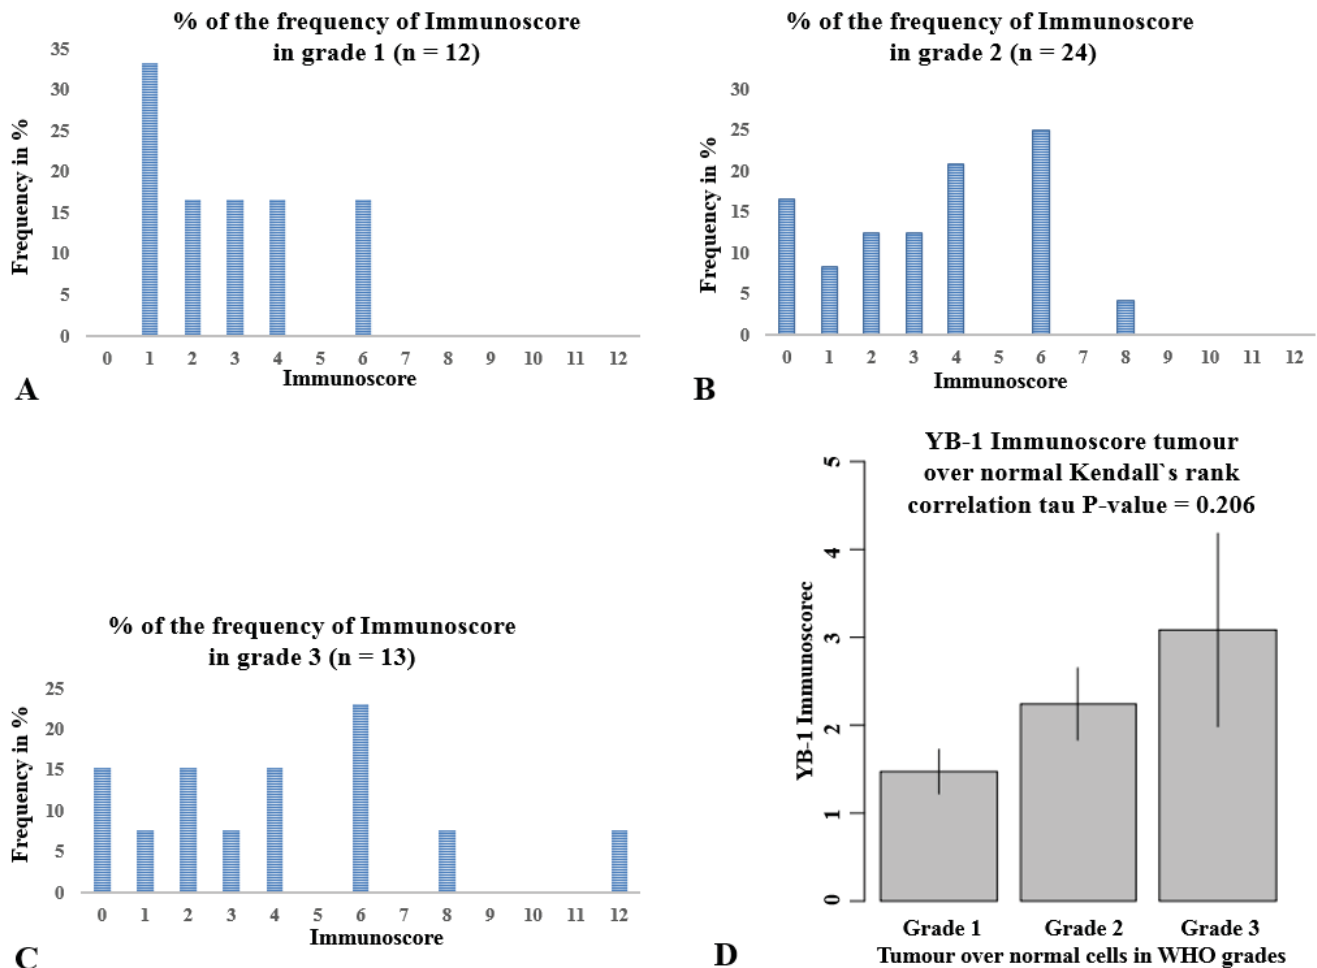 % of the frequency of Immunoscore
in grade 1 (n = 12)
35
30
25
20
15
10
5
0
Frequency in %
0 1 2 3 4 5 6 7 8 9 10 11 12
Immunoscore
A
% of the frequency of Immunoscore
in grade 2 (n = 24)
30
25
20
15
10
5
0
Frequency in %
0 1 2 3 4 5 6 7 8 9 10 11 12
Immunoscore
B
% of the frequency of Immunoscore
in grade 3 (n = 13)
25
20
15
10
5
0
Frequency in %
0 1 2 3 4 5 6 7 8 9 10 11 12
Immunoscore
C
YB-1 Immunoscore tumour
over normal Kendall`s rank
correlation tau P-value = 0.206
5
4
3
2
1
0
YB-1 Immunoscorec
Grade 1 Grade 2 Grade 3
Tumour over normal cells in WHO grades
D